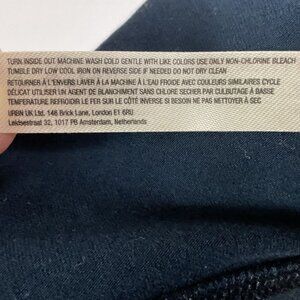 TURN INSIDE OUT MACHINE WASH COLD GENTLE WITH LIKE COLORS USE ONLY NON-CHLORINE BLEACH
TUMBLE DRY LOW COOL IRON ON REVERSE SIDE IF NEEDED DO NOT DRY CLEAN
RETOURNER À L'ENVERS LAVER À LA MACHINE À L'EAU FROIDE AVEC COULEURS SIMILAIRES CYCLE
DÉLICAT UTILISER UN AGENT DE BLANCHIMENT SANS CHLORE SÉCHER PAR CULBUTAGE À BASSE
TEMPÉRATURE REFROIDIR LE FER SUR LE CÔTÉ INVERSE SI BESOIN NE PAS NETTOYER À SEC
URBN UK Ltd, 146 Brick Lane, London E1 6RU
Leidsestraat 32, 1017 PB Amsterdam, Netherlands